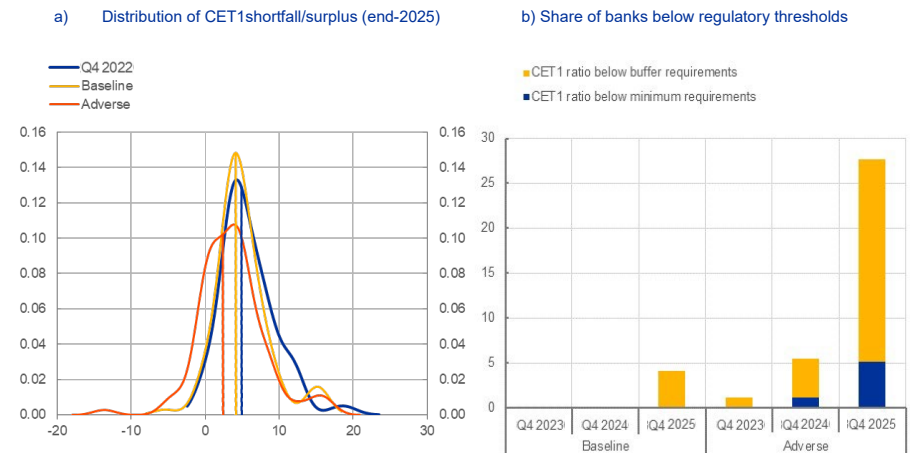 a) Distribution of CET1shortfall/surplus (end-2025)
b) Share of banks below regulatory thresholds
Q4 2022
Baseline
Adverse
CET1 ratio below buffer requirements
CET1 ratio below minimum requirements
0.16
0.14
0.12
0.10
0.08
0.06
0.04
0.02
0.00
-20 -10 0 10 20 30
0.16
0.14
0.12
0.10
0.08
0.06
0.04
0.02
0.00
30
25
20
15
10
5
0
Q4 2023 Q4 2024 Q4 2025 Q4 2023 Q4 2024 Q4 2025
Baseline Adverse